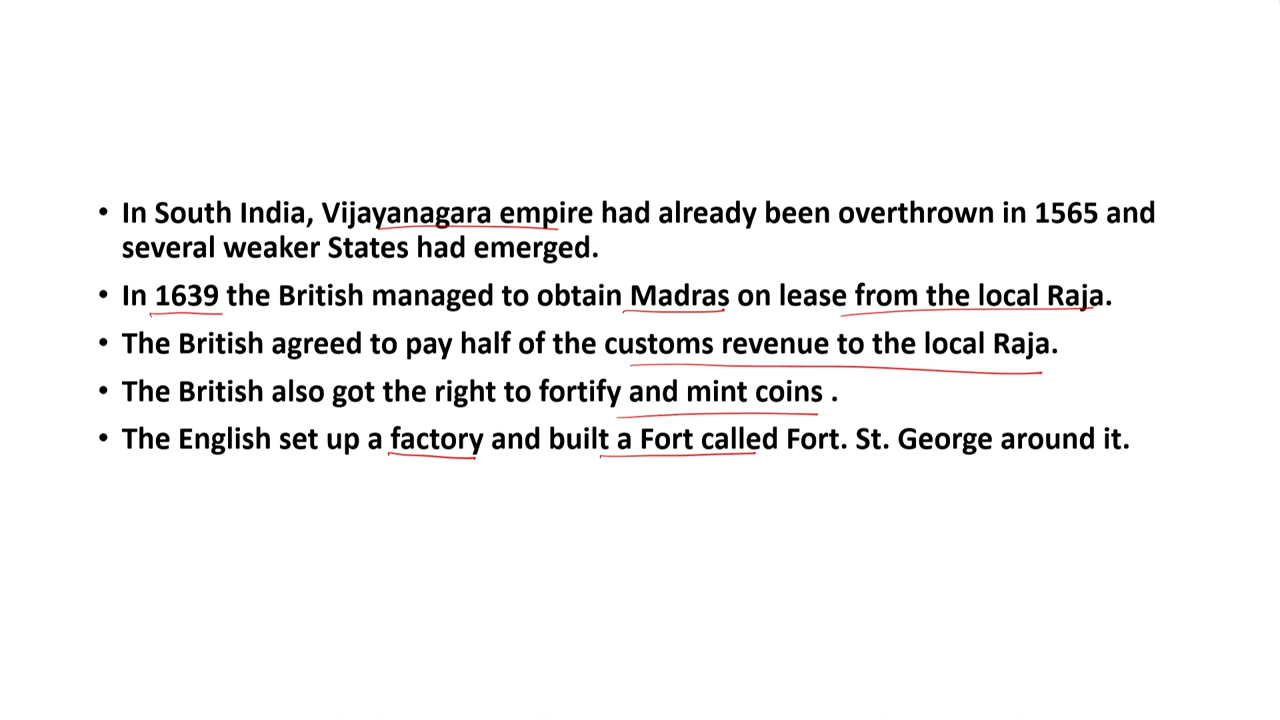 • In South India, Vijayanagara empire had already been overthrown in 1565 and
several weaker States had emerged.
• In 1639 the British managed to obtain Madras on lease from the local Raja.
• The British agreed to pay half of the customs revenue to the local Raja.
• The British also got the right to fortify and mint coins .
• The English set up a factory and built a Fort called Fort. St. George around it.